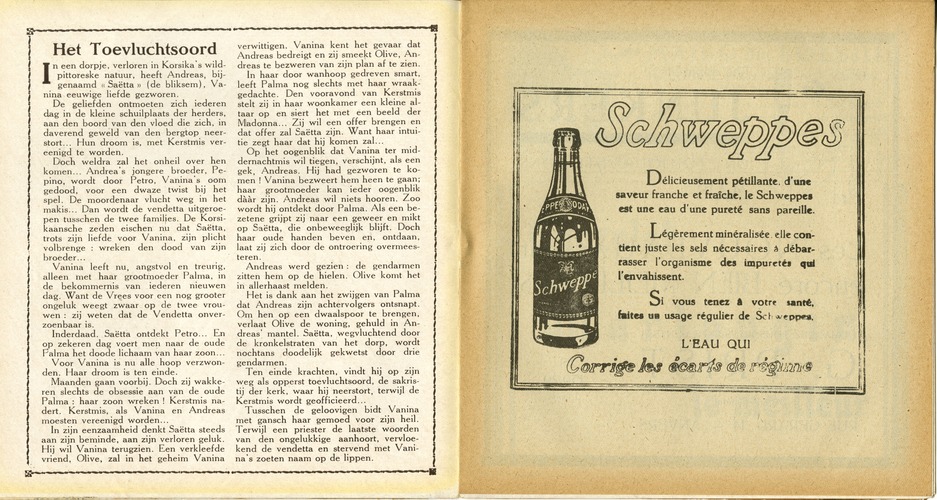 Het Toevluchtsoord
In een dorpje, verloren in Korsika's wild-
pittoreske natuur, heeft Andreas, bij-
genaamd « Saëtta » (de bliksem), Va-
nina eeuwige liefde gezworen.
De geliefden ontmoeten zich iederen
dag in de kleine schuilplaats der herders,
aan den boord van den vloed die zich, in
daverend geweld van den bergtop neer-
stort... Hun droom is, met Kerstmis ver-
eenigd te worden.
Doch weldra zal het onheil over hen
komen... Andrea's jongere broeder, Pe-
pino, wordt door Petro, Vanina's oom
gedood, voor een dwaze twist bij het
spel. De moordenaar vlucht weg in het
makis... Dan wordt de vendetta uitgeroe-
pen tusschen de twee families. De Korsi-
kaansche zeden eischen nu dat Saëtta,
trots zijn liefde voor Vanina, zijn plicht
volbrenge : wreken den dood van zijn
broeder...
Vanina leeft nu, angstvol en treurig,
alleen met haar grootmoeder Palma, in
de bekommernis van iederen nieuwen
dag. Want de Vrees voor een nog grooter
ongeluk weegt zwaar op de twee vrou-
wen : zij weten dat de Vendetta onver-
zoenbaar is.
Inderdaad. Saëtta ontdekt Petro... En
op zekeren dag voert men naar de oude
Palma het doode lichaam van haar zoon...
Voor Vanina is nu alle hoop verzwon-
den. Haar droom is ten einde.
Maanden gaan voorbij. Doch zij wakke-
ren slechts de obsessie aan van de oude
Palma : haar zoon wreken ! Kerstmis na-
dert. Kerstmis, als Vanina en Andreas
moesten vereenigd worden...
In zijn eenzaamheid denkt Saëtta steeds
aan zijn beminde, aan zijn verloren geluk.
Hij wil Vanina terugzien. Een verkleefde
vriend, Olive, zal in het geheim Vanina
verwittigen. Vanina kent het gevaar dat
Andreas bedreigt en zij smeekt Olive, An-
dreas te bezweren van zijn plan af te zien.
In haar door wanhoop gedreven smart,
leeft Palma nog slechts met haar wraak-
gedachte. Den vooravond van Kerstmis
stelt zij in haar woonkamer een kleine al-
taar op en siert het met een beeld der
Madonna... Zij wil een offer brengen en
dat offer zal Saëtta zijn. Want haar intui-
tie zegt haar dat hij komen zal...
Op het oogenblik dat Vanina ter mid-
dernachtmis wil tiegen, verschijnt, als een
gek, Andreas. Hij had gezworen te ko-
men ! Vanina bezweert hem heen te gaan;
haar grootmoeder kan ieder oogenblik
dààr zijn. Andreas wil niets hooren. Zoo
wordt hij ontdekt door Palma. Als een be-
zetene grijpt zij naar een geweer en mikt
op Saëtta, die onbeweeglijk blijft. Doch
haar oude handen beven en, ontdaan,
laat zij zich door de ontroering overmees-
teren.
Andreas werd gezien : de gendarmen
zitten hem op de hielen. Olive komt het
in allerhaast melden.
Het is dank aan het zwijgen van Palma
dat Andreas zijn achtervolgers ontsnapt.
Om hen op een dwaalspoor te brengen,
verlaat Olive de woning, gehuld in An-
dreas' mantel. Saëtta, wegvluchtend door
de kronkelstraten van het dorp, wordt
nochtans doodelijk gekwetst door drie
gendarmen.
Ten einde krachten, vindt hij op zijn
weg als opperst toevluchtsoord, de sakris-
tij der kerk, waar hij neerstort, terwijl de
Kerstmis wordt geofficieerd...
Tusschen de geloovigen bidt Vanina
met gansch haar gemoed voor zijn heil.
Terwijl een priester de laatste woorden
van den ongelukkige aanhoort, vervloe-
kend de vendetta en stervend met Vani-
na's zoeten naam op de lippen.
Schweppes
Délicieusement pétillante, d'une
saveur franche et fraîche, le Schweppes
est une eau d'une pureté sans pareille.
Légèrement minéralisée, elle con-
tient juste les sels nécessaires à débar-
rasser l'organisme des impuretés qui
l'envahissent.
Si vous tenez à votre santé,
faites un usage régulier de Schweppes,
L'EAU QUI
Corrige les écarts de régime
Schweppe